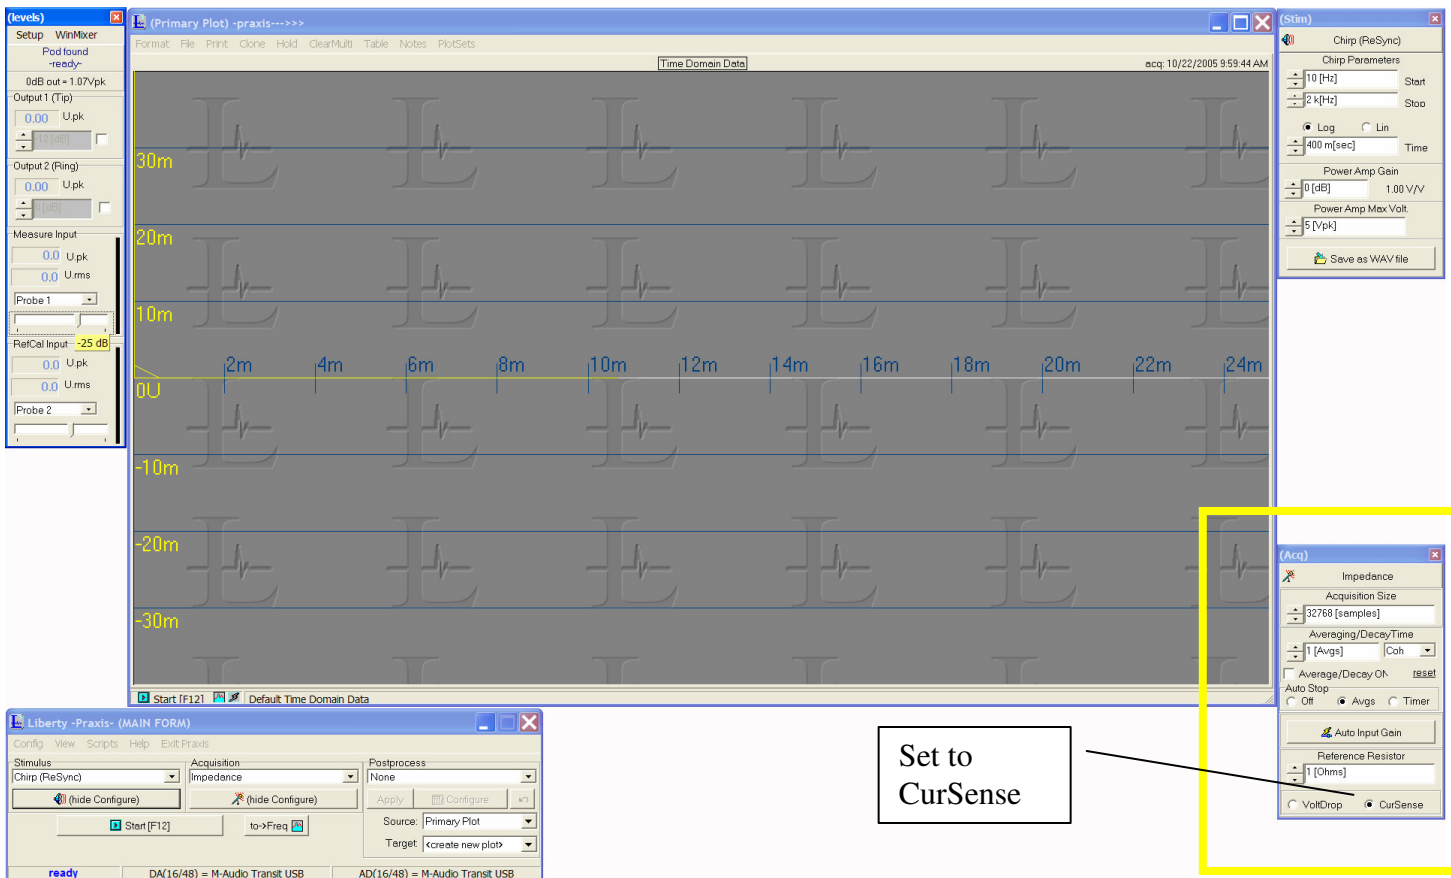 (levels)
Setup WinMixer
Pod found
-ready-
0dB out = 1.07Vpk
Output 1 (Tip)
0.00 U.pk
-12 [dB]
Output 2 (Ring)
0.00 U.pk
0 [dB]
Measure Input
0.0 U.pk
0.0 U.rms
Probe 1
RefCal Input -25 dB
0.0 U.pk
0.0 U.rms
Probe 2
(Primary Plot) -praxis--->>>
Format File Print Clone Hold ClearMulti Table Notes PlotSets
Time Domain Data
acq: 10/22/2005 9:59:44 AM
30m
20m
10m
2m 4m 6m 8m 10m 12m 14m 16m 18m 20m 22m 24m
0U
-10m
-20m
-30m
Start [F12] Default Time Domain Data
(Stim)
Chirp (ReSync)
Chirp Parameters
10 [Hz] Start
2 k[Hz] Stop
Log Lin
400 m[sec] Time
Power Amp Gain
0 [dB] 1.00 V/V
Power Amp Max Volt.
5 [Vpk]
Save as WAV file
(Acq)
Impedance
Acquisition Size
32768 [samples]
Averaging/DecayTime
1 [Avgs] Coh
Average/Decay ON reset
Auto Stop
Off Avgs Timer
Auto Input Gain
Reference Resistor
1 [Ohms]
VoltDrop CurSense
Set to
CurSense
Liberty -Praxis- (MAIN FORM)
Config View Scripts Help Exit Praxis
Stimulus Acquisition Postprocess
Chirp (ReSync) Impedance None
(hide Configure) (hide Configure) Apply Configure
Start [F12] to->Freq Source: Primary Plot
Target <create new plot>
ready DA(16/48) = M-Audio Transit USB AD(16/48) = M-Audio Transit USB